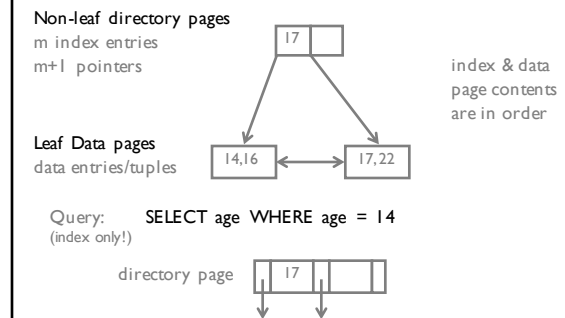 Non-leaf directory pages
m index entries
m+1 pointers
17
index & data
page contents
are in order
Leaf Data pages
data entries/tuples
14,16
17,22
Query: SELECT age WHERE age = 14
(index only!)
directory page
17